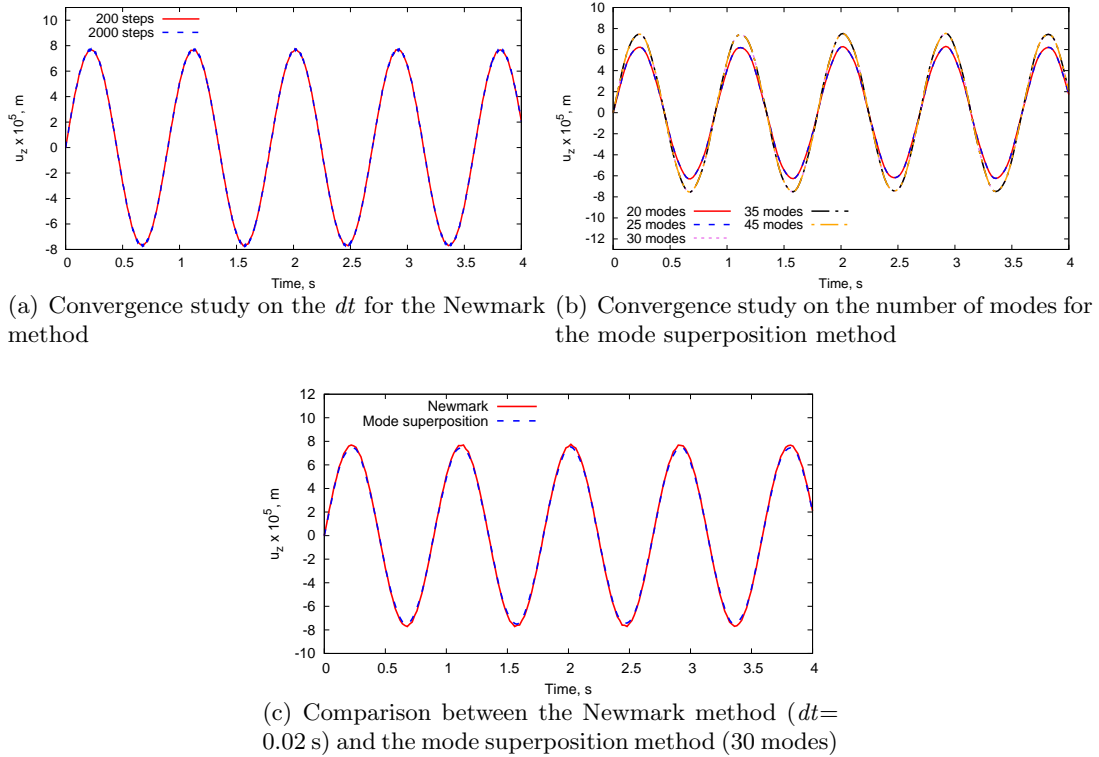 200 steps
2000 steps
10
8
6
4
2
0
-2
-4
-6
-8
u_z x 10^5, m
0 0.5 1 1.5 2 2.5 3 3.5 4
Time, s
(a) Convergence study on the dt for the Newmark
method
10
8
6
4
2
0
-2
-4
-6
-8
-10
-12
u_z x 10^5, m
20 modes
25 modes
30 modes
35 modes
45 modes
0 0.5 1 1.5 2 2.5 3 3.5 4
Time, s
(b) Convergence study on the number of modes for
the mode superposition method
12
10
8
6
4
2
0
-2
-4
-6
-8
-10
u_z x 10^5, m
Newmark
Mode superposition
0 0.5 1 1.5 2 2.5 3 3.5 4
Time, s
(c) Comparison between the Newmark method (dt=
0.02 s) and the mode superposition method (30 modes)